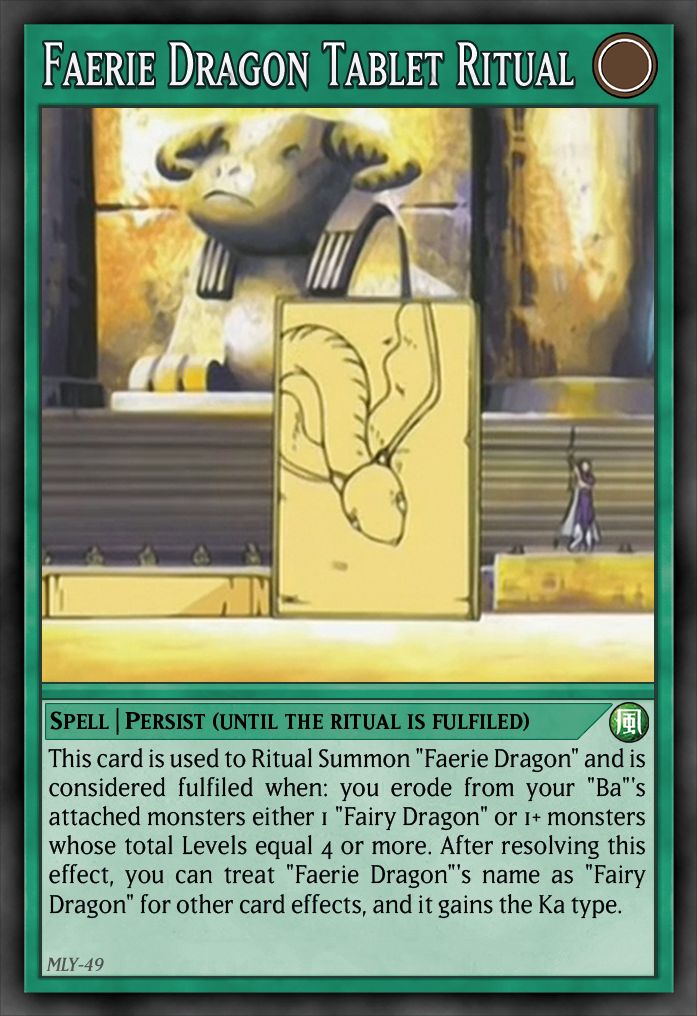 Faerie Dragon Tablet Ritual
Spell | Persist (until the ritual is fulfiled)
風
This card is used to Ritual Summon "Faerie Dragon" and is
considered fulfiled when: you erode from your "Ba"'s
attached monsters either 1 "Fairy Dragon" or 1+ monsters
whose total Levels equal 4 or more. After resolving this
effect, you can treat "Faerie Dragon"'s name as "Fairy
Dragon" for other card effects, and it gains the Ka type.
MLY-49